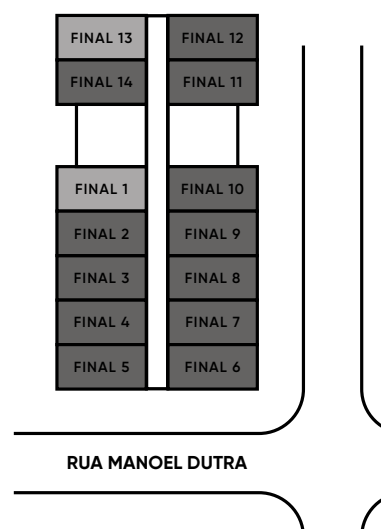 FINAL 13 FINAL 12
FINAL 14 FINAL 11
FINAL 1 FINAL 10
FINAL 2 FINAL 9
FINAL 3 FINAL 8
FINAL 4 FINAL 7
FINAL 5 FINAL 6
RUA MANOEL DUTRA